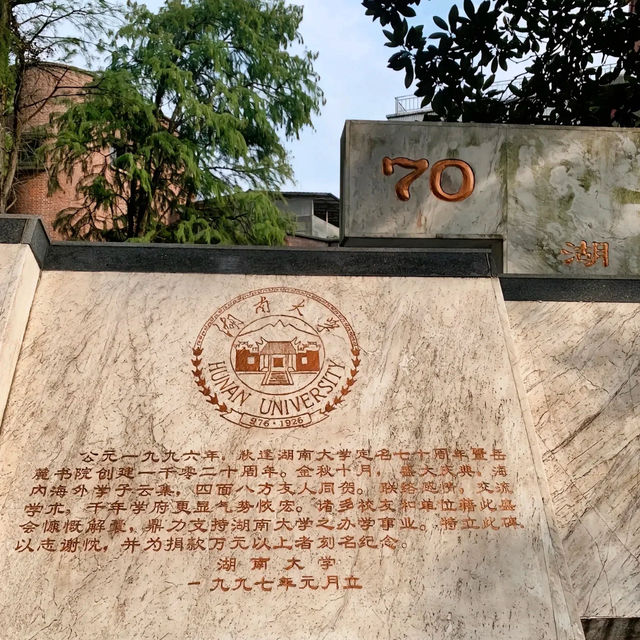 70
湖
湖南大学
HUNAN UNIVERSITY
976·1926
公元一九九六年，秋逢湖南大学定名七十周年暨岳
麓书院创建一千零二十周年。金秋十月，盛大庆典，海
内海外学子云集，四面八方友人同贺。联络感情，交流
学术，千年学府更显气势恢宏。诸多校友和单位藉此盛
会慷慨解囊，鼎力支持湖南大学之办学事业。特立此碑
以志谢忱，并为捐款万元以上者刻名纪念。
湖南大学
一九九七年元月立